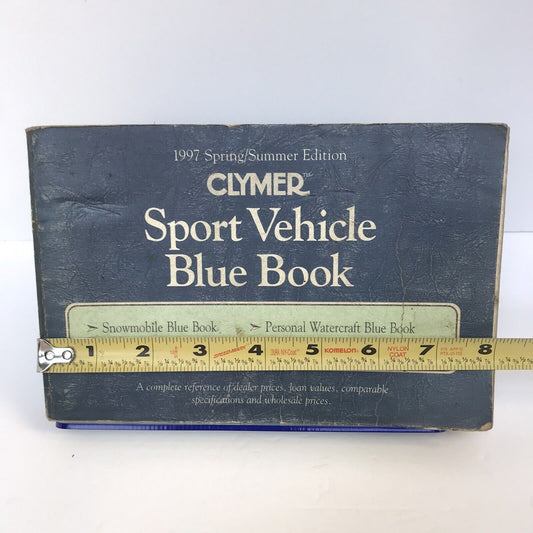 1997 Spring/Summer Edition
CLYMER™
Sport Vehicle
Blue Book
➣ Snowmobile Blue Book ➣ Personal Watercraft Blue Book
1 2 3 4 5 KOMELON 6 NYLON COAT 7 8
A complete reference of dealer prices, loan values, comparable
specifications and wholesale prices.